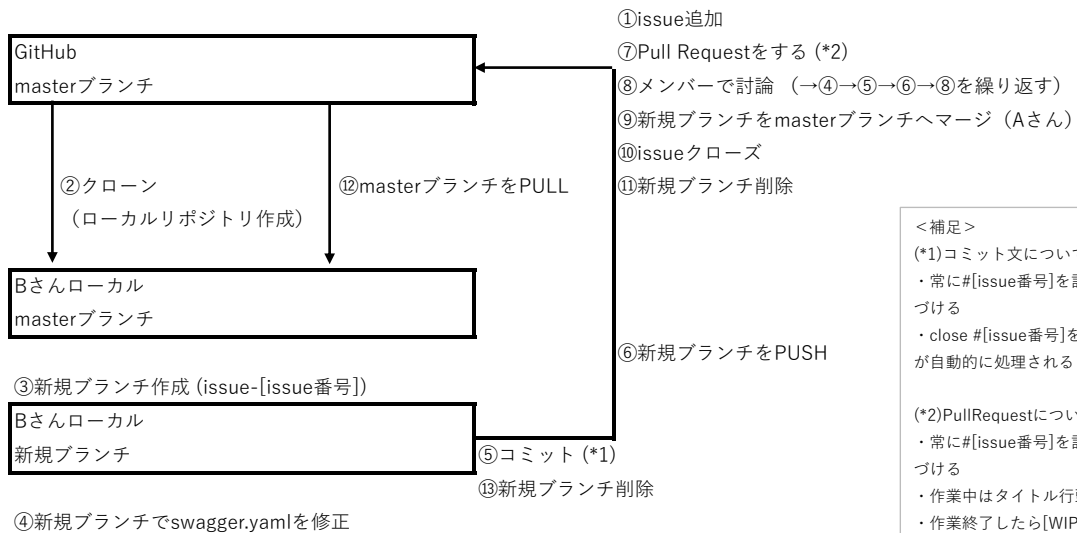 ①issue追加
⑦Pull Requestをする (*2)
⑧メンバーで討論 （→④→⑤→⑥→⑧を繰り返す）
⑨新規ブランチをmasterブランチへマージ（Aさん）
⑩issueクローズ
⑪新規ブランチ削除
GitHub
masterブランチ
②クローン
（ローカルリポジトリ作成）
⑫masterブランチをPULL
Bさんローカル
masterブランチ
⑥新規ブランチをPUSH
③新規ブランチ作成 (issue-[issue番号])
Bさんローカル
新規ブランチ
⑤コミット (*1)
⑬新規ブランチ削除
④新規ブランチでswagger.yamlを修正
＜補足＞
(*1)コミット文につい
・常に#[issue番号]を
づける
・close #[issue番号]を
が自動的に処理される
(*2)PullRequestについ
・常に#[issue番号]を
づける
・作業中はタイトル行
・作業終了したら[WIP